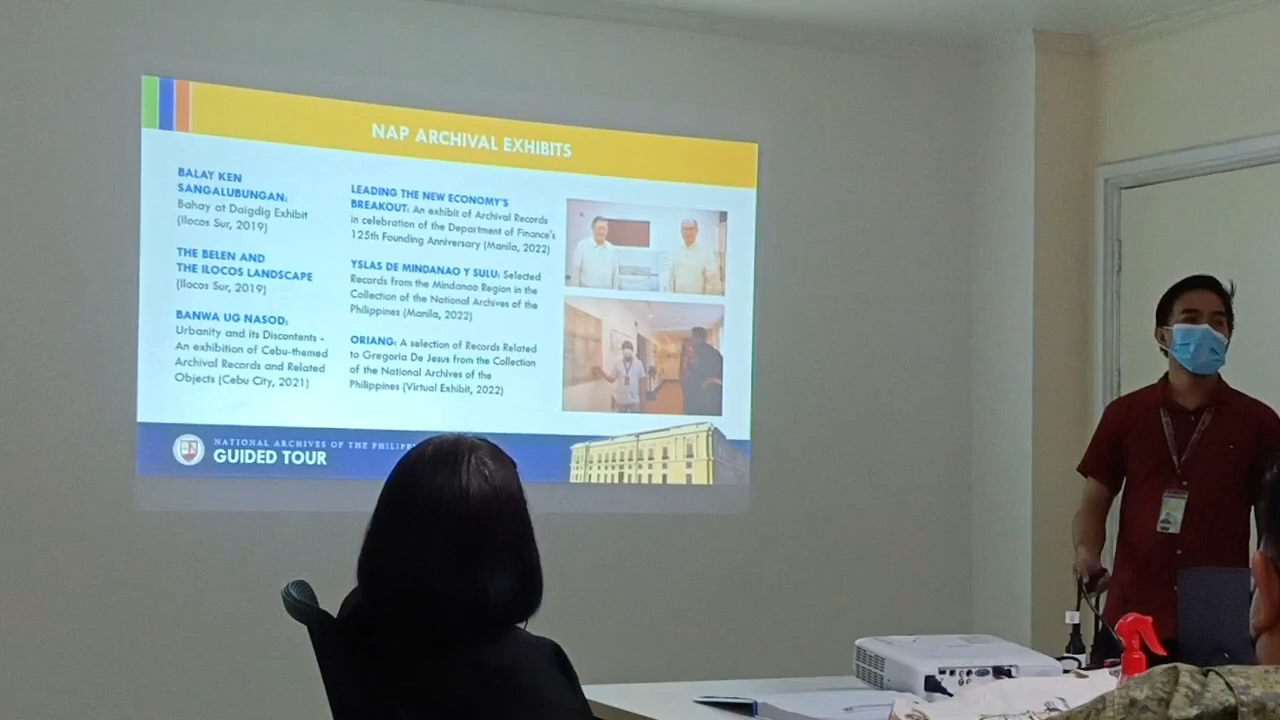 NAP ARCHIVAL EXHIBITS
BALAY KEN
SANGALUBUNGAN:
Bahay at Daigdig Exhibit
(Ilocos Sur, 2019)
THE BELEN AND
THE ILOCOS LANDSCAPE
(Ilocos Sur, 2019)
BANWA UG NASOD:
Urbanity and its Discontents -
An exhibition of Cebu-themed
Archival Records and Related
Objects (Cebu City, 2021)
LEADING THE NEW ECONOMY'S
BREAKOUT: An exhibit of Archival Records
in celebration of the Department of Finance's
125th Founding Anniversary (Manila, 2022)
YSLAS DE MINDANAO Y SULU: Selected
Records from the Mindanao Region in the
Collection of the National Archives of the
Philippines (Manila, 2022)
ORIANG: A selection of Records Related
to Gregoria De Jesus from the Collection
of the National Archives of the
Philippines (Virtual Exhibit, 2022)
NATIONAL ARCHIVES OF THE PHILIPP
GUIDED TOUR